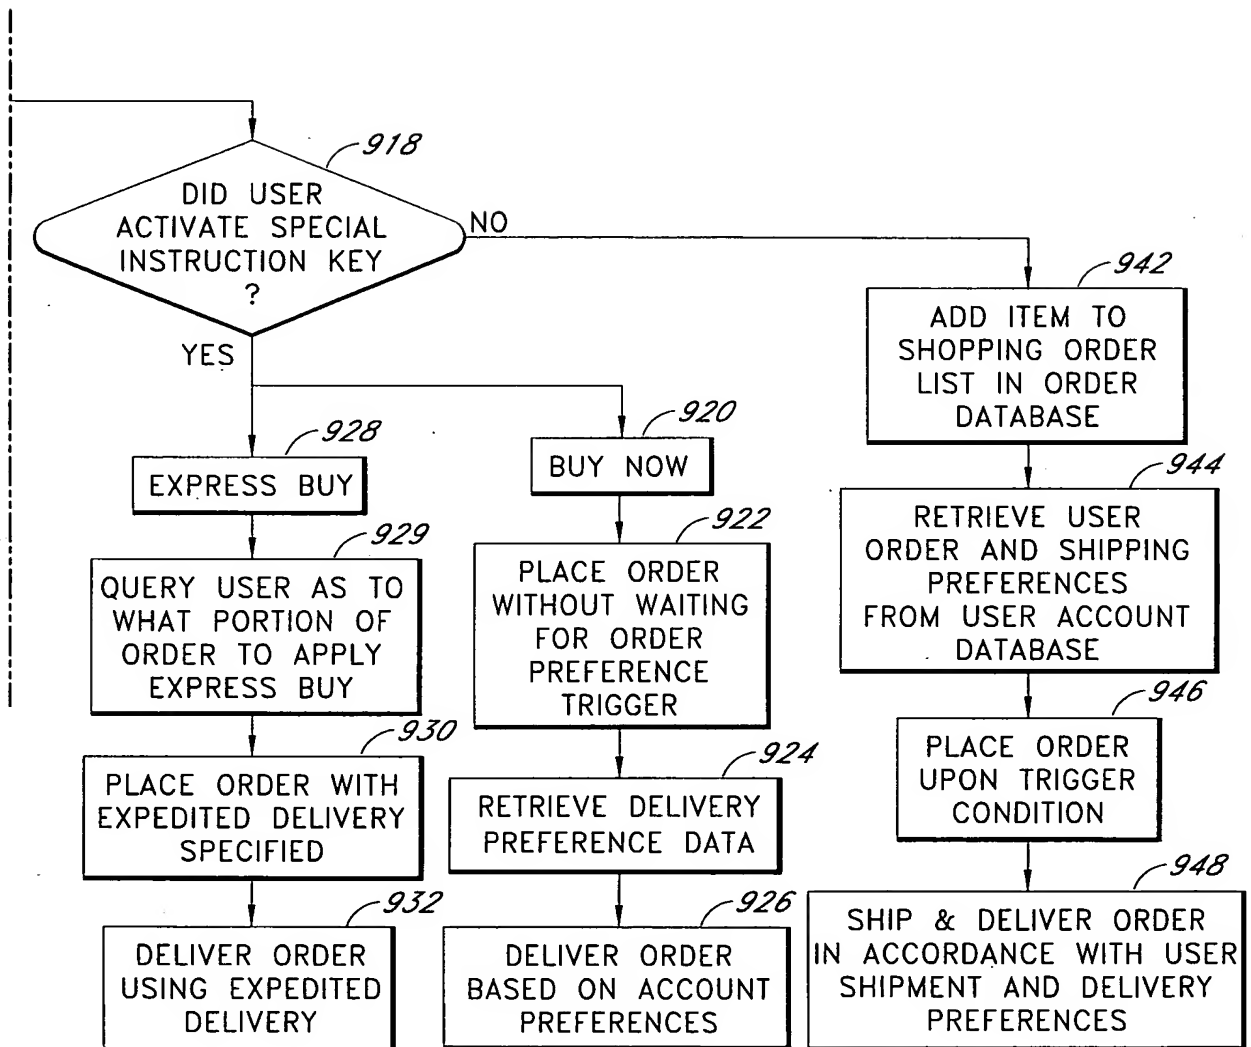 918
DID USER
ACTIVATE SPECIAL
INSTRUCTION KEY
?
NO
YES
928
EXPRESS BUY
929
QUERY USER AS TO
WHAT PORTION OF
ORDER TO APPLY
EXPRESS BUY
930
PLACE ORDER WITH
EXPEDITED DELIVERY
SPECIFIED
932
DELIVER ORDER
USING EXPEDITED
DELIVERY
920
BUY NOW
922
PLACE ORDER
WITHOUT WAITING
FOR ORDER
PREFERENCE
TRIGGER
924
RETRIEVE DELIVERY
PREFERENCE DATA
926
DELIVER ORDER
BASED ON ACCOUNT
PREFERENCES
942
ADD ITEM TO
SHOPPING ORDER
LIST IN ORDER
DATABASE
944
RETRIEVE USER
ORDER AND SHIPPING
PREFERENCES
FROM USER ACCOUNT
DATABASE
946
PLACE ORDER
UPON TRIGGER
CONDITION
948
SHIP & DELIVER ORDER
IN ACCORDANCE WITH USER
SHIPMENT AND DELIVERY
PREFERENCES